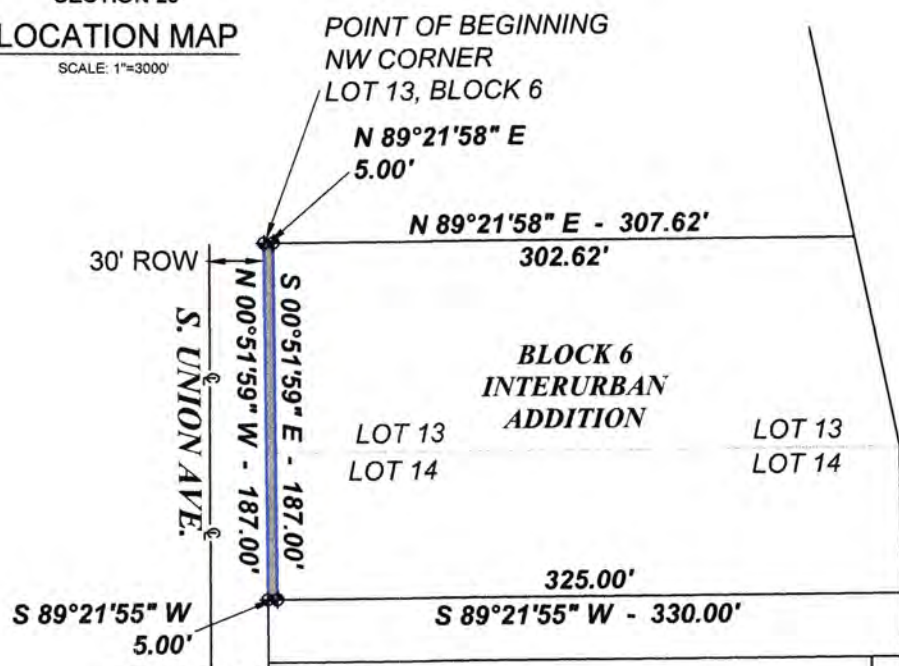 LOCATION MAP
SCALE: 1"=3000'
POINT OF BEGINNING
NW CORNER
LOT 13, BLOCK 6
N 89°21'58" E
5.00'
N 89°21'58" E - 307.62'
302.62'
30' ROW
S. UNION AVE.
N 00°51'59" W - 187.00'
S 00°51'59" E - 187.00'
BLOCK 6
INTERURBAN
ADDITION
LOT 13
LOT 14
LOT 13
LOT 14
325.00'
S 89°21'55" W - 330.00'
S 89°21'55" W
5.00'